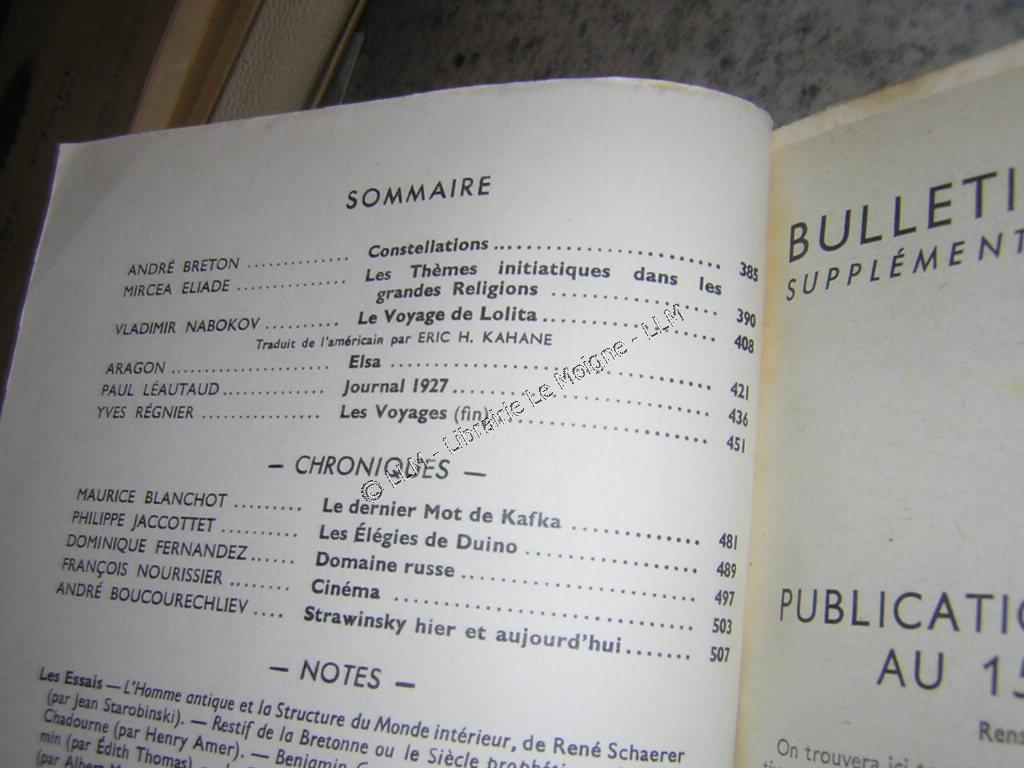 SOMMAIRE
ANDRÉ BRETON .............. Constellations .......................... 385
MIRCEA ELIADE .............. Les Thèmes initiatiques dans les
grandes Religions .................... 390
VLADIMIR NABOKOV .......... Le Voyage de Lolita .................... 408
Traduit de l'américain par ERIC H. KAHANE
ARAGON ...................... Elsa .................................... 421
PAUL LÉAUTAUD .............. Journal 1927 .......................... 436
YVES RÉGNIER ................ Les Voyages (fin) ...................... 451
— CHRONIQUES —
MAURICE BLANCHOT ......... Le dernier Mot de Kafka ............... 481
PHILIPPE JACCOTTET .......... Les Élégies de Duino .................... 489
DOMINIQUE FERNANDEZ ...... Domaine russe .......................... 497
FRANÇOIS NOURISSIER ........ Cinéma ................................ 503
ANDRÉ BOUCOURECHLIEV .... Strawinsky hier et aujourd'hui ....... 507
— NOTES —
Les Essais — L'Homme antique et la Structure du Monde intérieur, de René Schaerer
(par Jean Starobinski). — Restif de la Bretonne ou le Siècle
Chadourne (par Henry Amer). — Benjamin
min (par Édith Thomas)
(par
© LLM - Librairie Le Moigne - LLM
BULLETI
SUPPLÉMENT
PUBLICATIO
AU 15
Rens
On trouvera ici